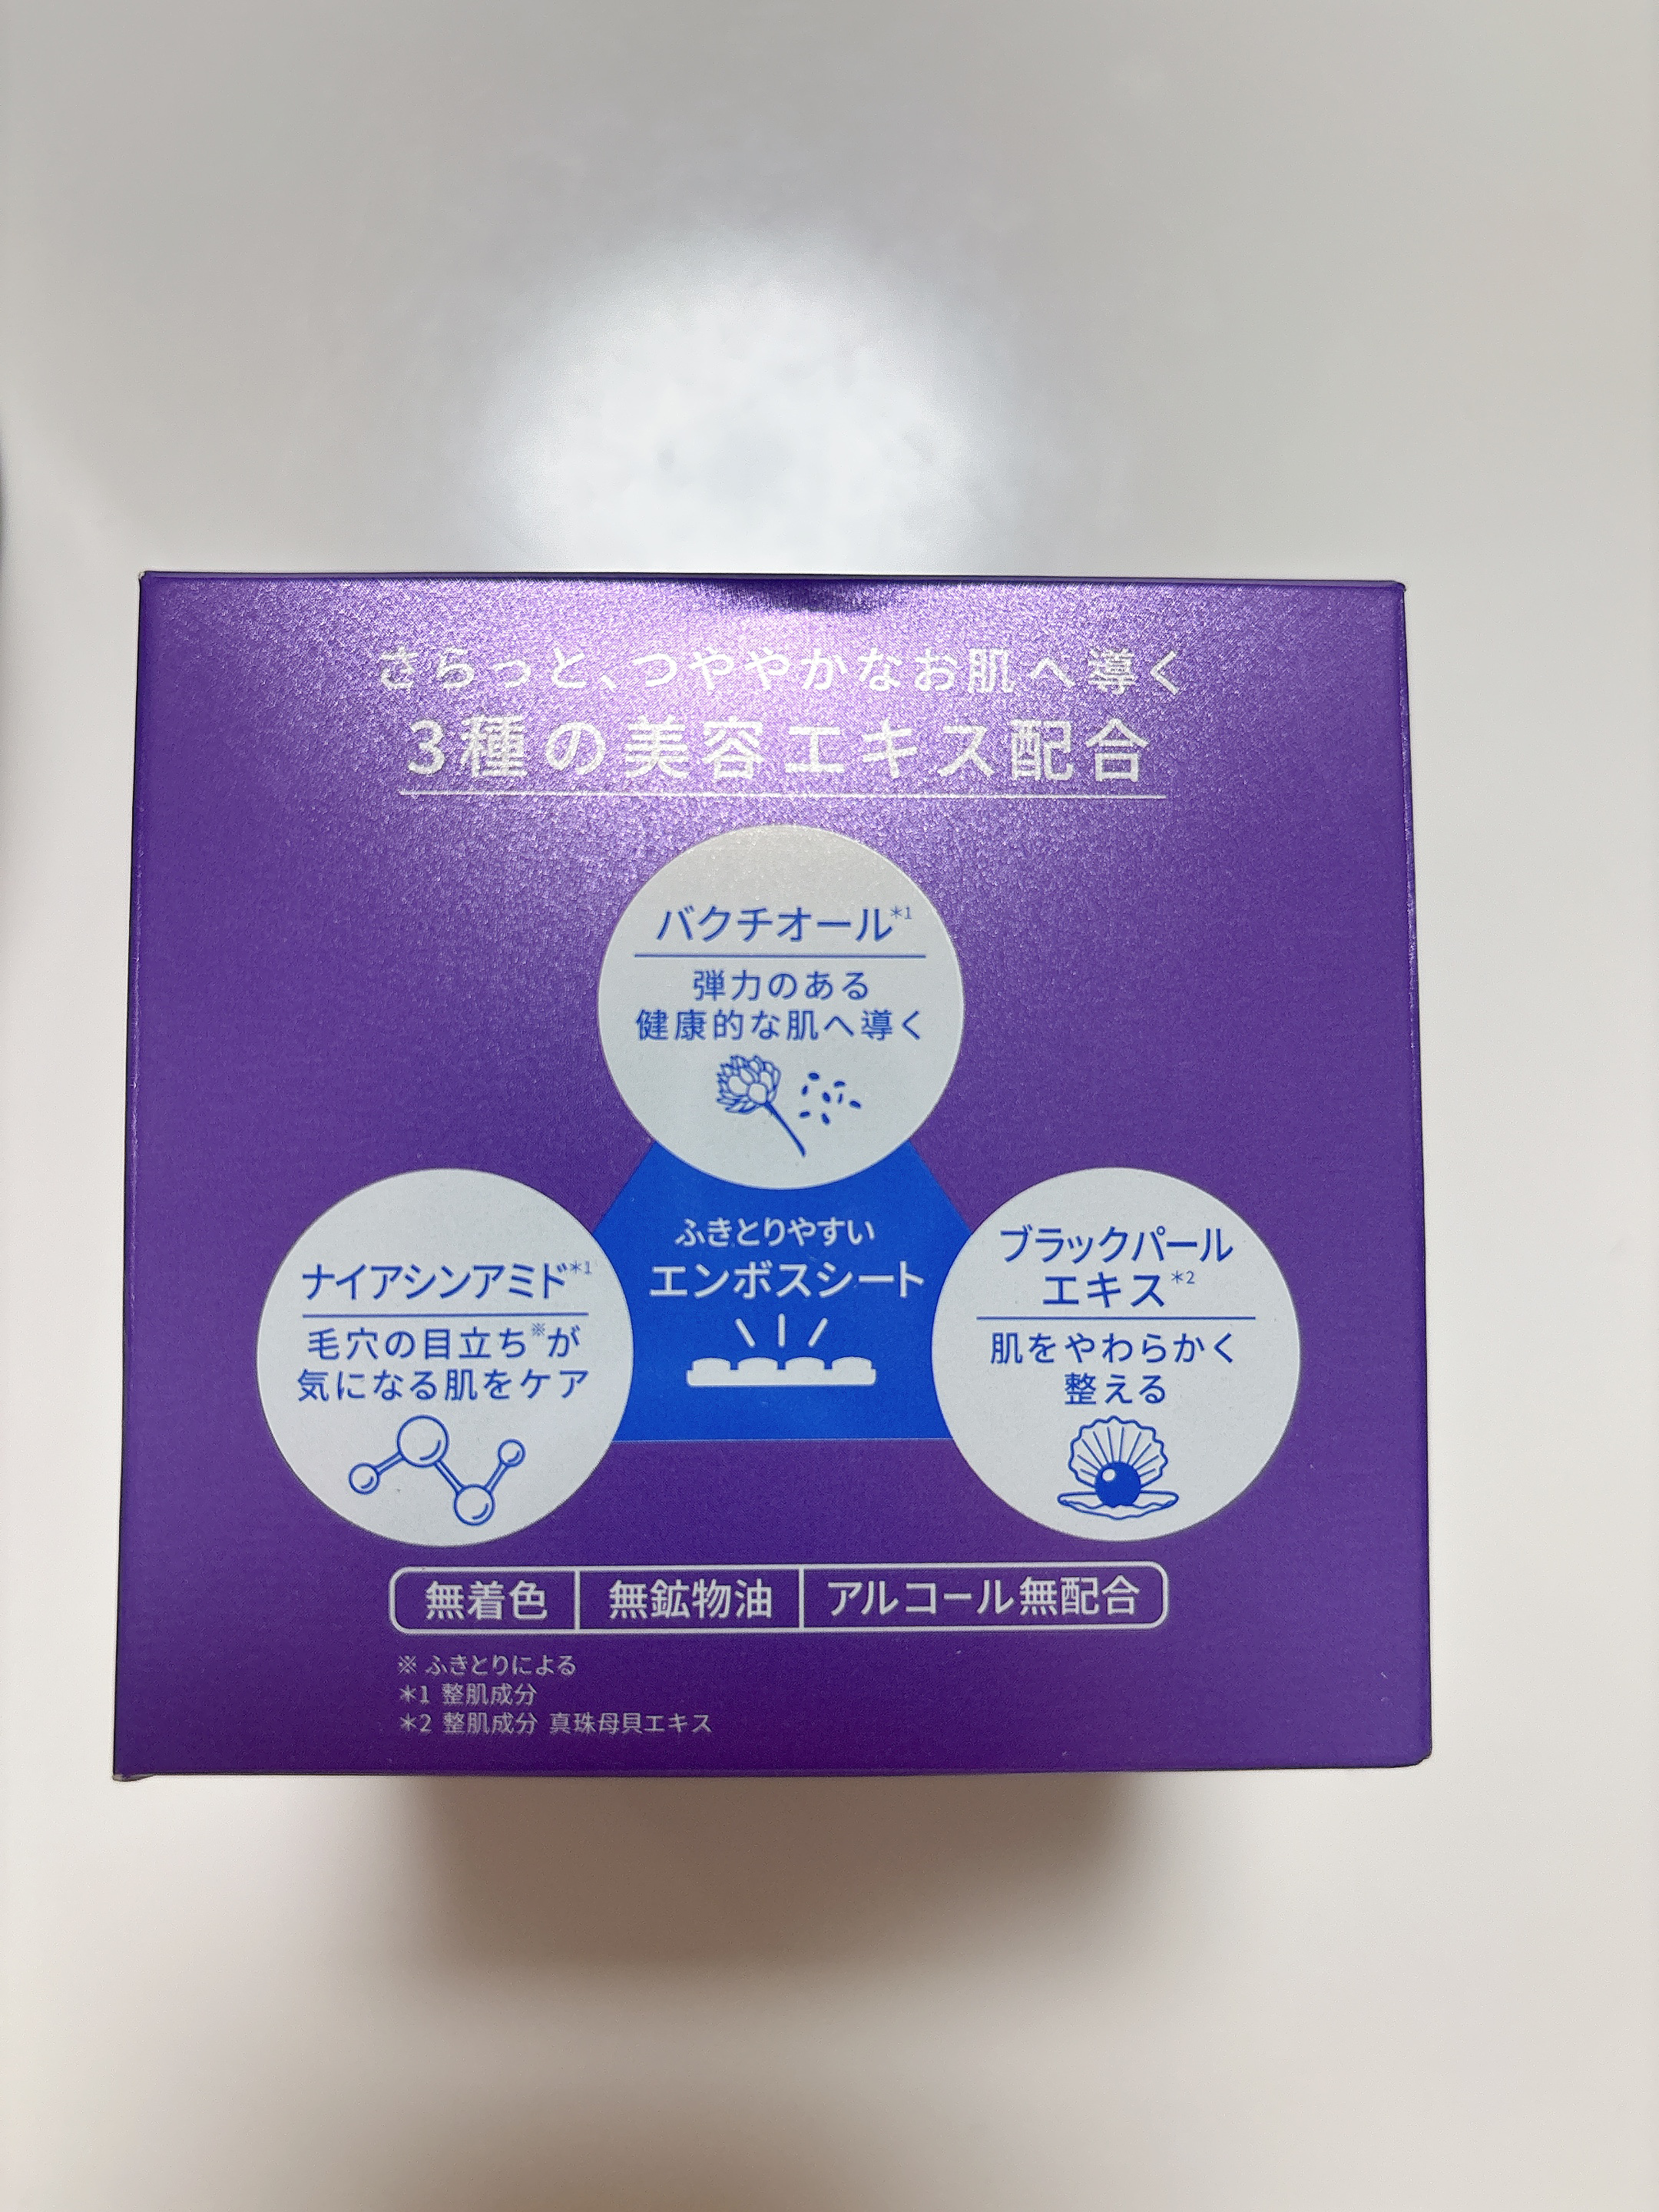 さらっと、つややかなお肌へ導く
3種の美容エキス配合
バクチオール*1
弾力のある
健康的な肌へ導く
ふきとりやすい
エンボスシート
ナイアシンアミド*1
毛穴の目立ち※が
気になる肌をケア
ブラックパール
エキス*2
肌をやわらかく
整える
無着色 無鉱物油 アルコール無配合
※ ふきとりによる
*1 整肌成分
*2 整肌成分 真珠母貝エキス